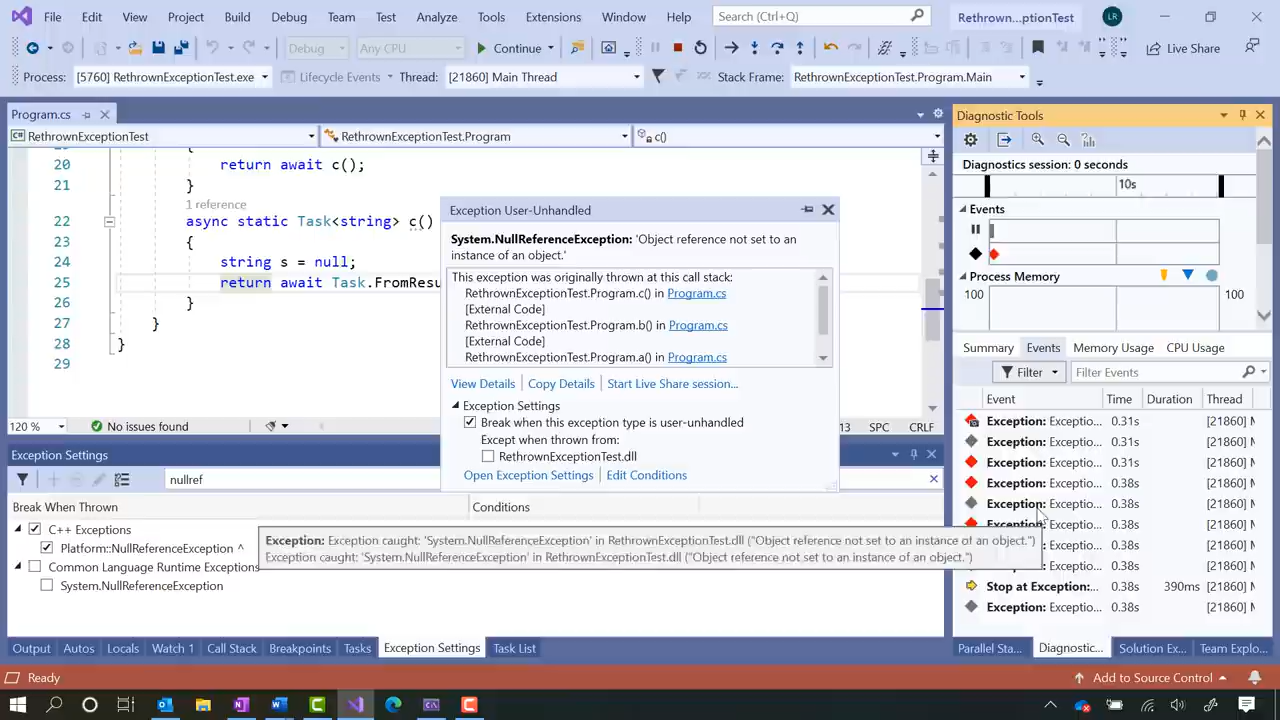 File Edit View Project Build Debug Team Test Analyze Tools Extensions Window Help Search (Ctrl+Q) Rethrown...ptionTest LR
Debug Any CPU Continue Live Share
Process: [5760] RethrownExceptionTest.exe Lifecycle Events Thread: [21860] Main Thread Stack Frame: RethrownExceptionTest.Program.Main
Program.cs
RethrownExceptionTest RethrownExceptionTest.Program c()
20 return await c();
21 }
1 reference
22 async static Task<string> c()
23 {
24 string s = null;
25 return await Task.FromResu
26 }
27 }
28 }
29
120 % No issues found 13 SPC CRLF
Exception User-Unhandled
System.NullReferenceException: 'Object reference not set to an
instance of an object.'
This exception was originally thrown at this call stack:
RethrownExceptionTest.Program.c() in Program.cs
[External Code]
RethrownExceptionTest.Program.b() in Program.cs
[External Code]
RethrownExceptionTest.Program.a() in Program.cs
View Details Copy Details Start Live Share session...
Exception Settings
Break when this exception type is user-unhandled
Except when thrown from:
RethrownExceptionTest.dll
Open Exception Settings Edit Conditions
Exception Settings
nullref
Break When Thrown Conditions
C++ Exceptions
Platform::NullReferenceException ^
Common Language Runtime Exceptions
System.NullReferenceException
Exception: Exception caught: 'System.NullReferenceException' in RethrownExceptionTest.dll ("Object reference not set to an instance of an object.")
Exception caught: 'System.NullReferenceException' in RethrownExceptionTest.dll ("Object reference not set to an instance of an object.")
Diagnostic Tools
Diagnostics session: 0 seconds
10s
Events
Process Memory
100 100
Summary Events Memory Usage CPU Usage
Filter Filter Events
Event Time Duration Thread
Exception: Exceptio... 0.31s [21860] M
Exception: Exceptio... 0.31s [21860] M
Exception: Exceptio... 0.31s [21860] M
Exception: Exceptio... 0.38s [21860] M
Exception: Exceptio... 0.38s [21860] M
Exception: Exceptio... 0.38s [21860] M
Exceptio... 0.38s [21860] M
Exceptio... 0.38s [21860] M
Stop at Exception:... 0.38s 390ms [21860] M
Exception: Exceptio... 0.38s [21860] M
Output Autos Locals Watch 1 Call Stack Breakpoints Tasks Exception Settings Task List Parallel Sta... Diagnostic... Solution Ex... Team Explo...
Ready Add to Source Control